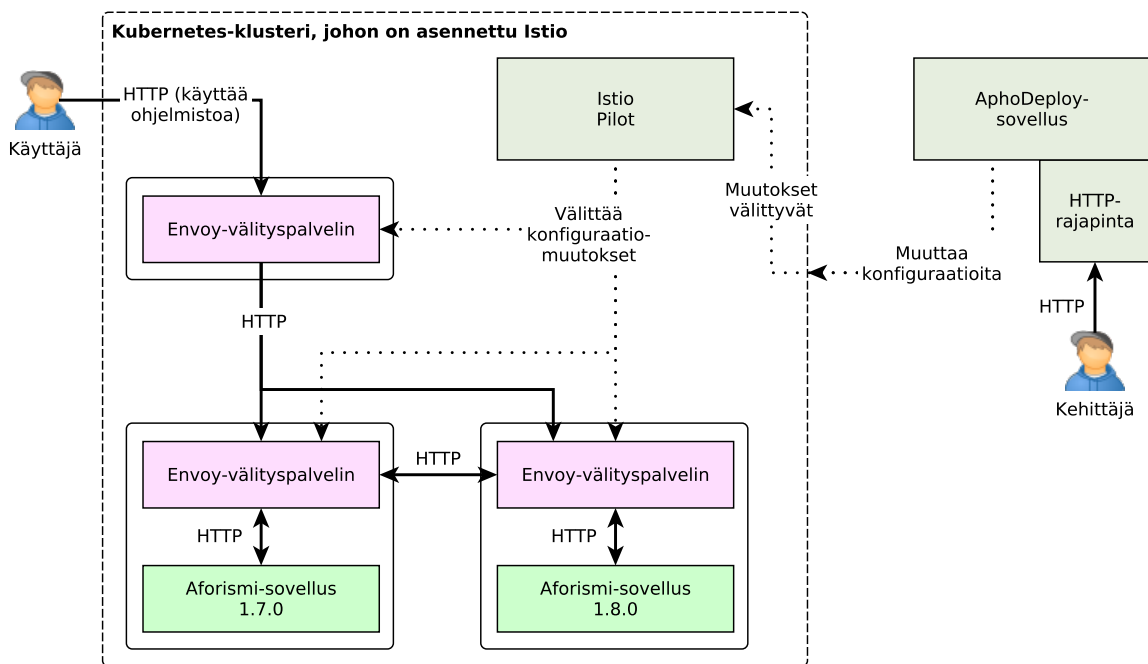 Kubernetes-klusteri, johon on asennettu Istio
Käyttäjä
HTTP (käyttää
ohjelmistoa)
Istio
Pilot
AphoDeploy-
sovellus
HTTP-
rajapinta
Muutokset
välittyvät
Muuttaa
konfiguraatioita
HTTP
Kehittäjä
Envoy-välityspalvelin
Välittää
konfiguraatio-
muutokset
HTTP
Envoy-välityspalvelin
HTTP
Envoy-välityspalvelin
HTTP
HTTP
Aforismi-sovellus
1.7.0
Aforismi-sovellus
1.8.0